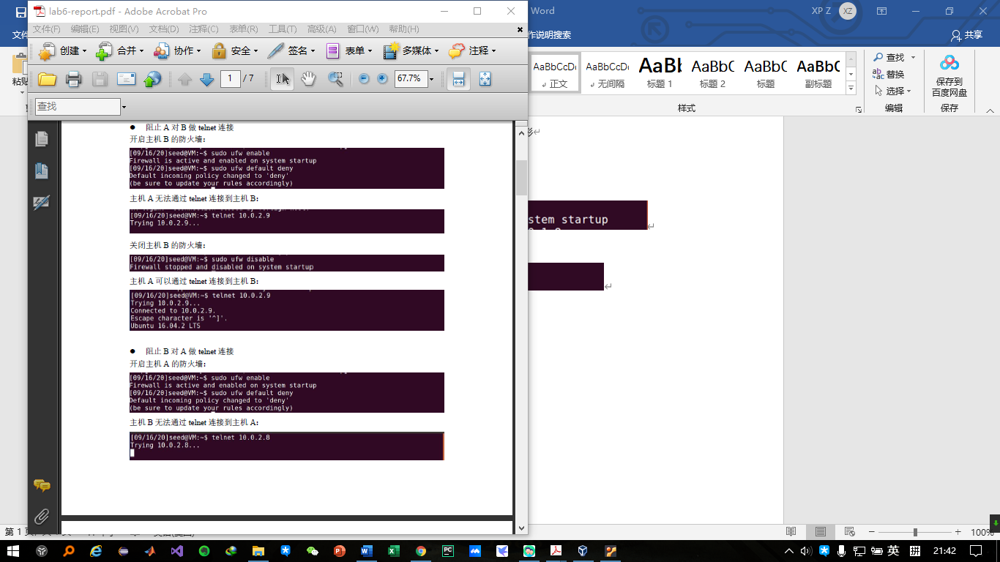 lab6-report.pdf - Adobe Acrobat Pro
Word
XP Z
XZ
文件(F) 编辑(E) 视图(V) 文档(D) 注释(C) 表单(R) 工具(T) 高级(A) 窗口(W) 帮助(H)
作说明搜索
共享
创建 合并 协作 安全 签名 表单 多媒体 注释
1 / 7
67.7%
查找
粘贴
AaBbCcDc AaBbCcDc AaBb AaBbC AaBbC AaBbC
正文 无间隔 标题 1 标题 2 标题 副标题
样式
查找
替换
选择
编辑
保存到
百度网盘
保存
● 阻止 A 对 B 做 telnet 连接
开启主机 B 的防火墙:
[09/16/20]seed@VM:~$ sudo ufw enable
Firewall is active and enabled on system startup
[09/16/20]seed@VM:~$ sudo ufw default deny
Default incoming policy changed to 'deny'
(be sure to update your rules accordingly)
主机 A 无法通过 telnet 连接到主机 B:
[09/16/20]seed@VM:~$ telnet 10.0.2.9
Trying 10.0.2.9...
关闭主机 B 的防火墙:
[09/16/20]seed@VM:~$ sudo ufw disable
Firewall stopped and disabled on system startup
主机 A 可以通过 telnet 连接到主机 B:
[09/16/20]seed@VM:~$ telnet 10.0.2.9
Trying 10.0.2.9...
Connected to 10.0.2.9.
Escape character is '^]'.
Ubuntu 16.04.2 LTS
● 阻止 B 对 A 做 telnet 连接
开启主机 A 的防火墙:
[09/16/20]seed@VM:~$ sudo ufw enable
Firewall is active and enabled on system startup
[09/16/20]seed@VM:~$ sudo ufw default deny
Default incoming policy changed to 'deny'
(be sure to update your rules accordingly)
主机 B 无法通过 telnet 连接到主机 A:
[09/16/20]seed@VM:~$ telnet 10.0.2.8
Trying 10.0.2.8...
stem startup
第 1 页
100%
英
拼
21:42